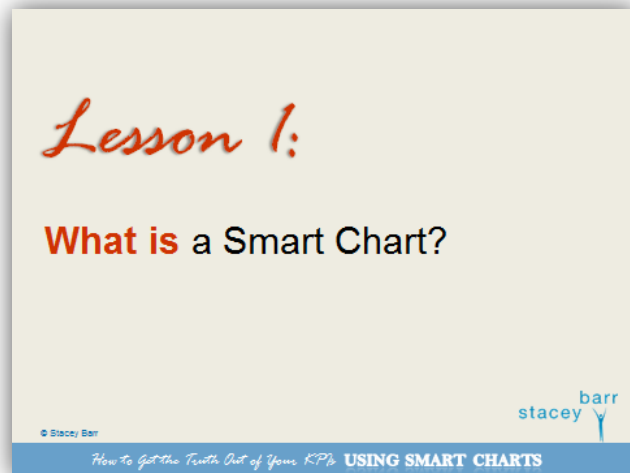 Lesson 1:
What is a Smart Chart?
barr
stacey
© Stacey Barr
How to Get the Truth Out of Your KPIs USING SMART CHARTS